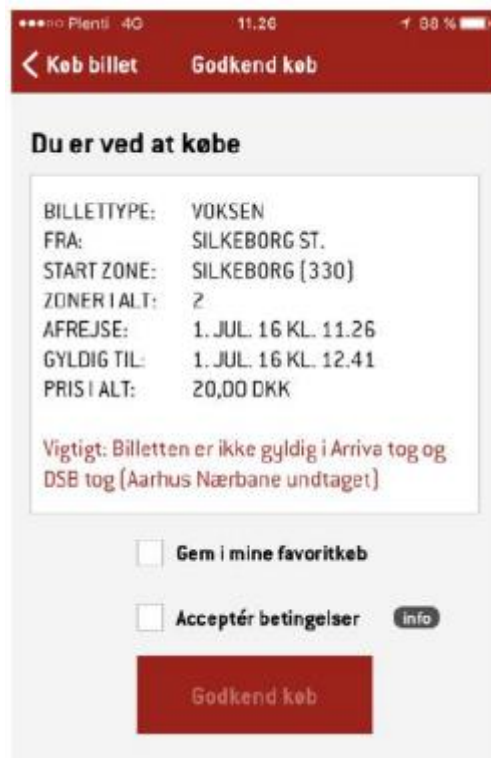 Plenti 4G 11.26 88 %
Køb billet Godkend køb
Du er ved at købe
BILLETTYPE: VOKSEN
FRA: SILKEBORG ST.
START ZONE: SILKEBORG (330)
ZONER I ALT: 2
AFREJSE: 1. JUL. 16 KL. 11.26
GYLDIG TIL: 1. JUL. 16 KL. 12.41
PRIS I ALT: 20,00 DKK
Vigtigt: Billetten er ikke gyldig i Arriva tog og
DSB tog (Aarhus Nærbane undtaget)
Gem i mine favoritkøb
Acceptér betingelser info
Godkend køb